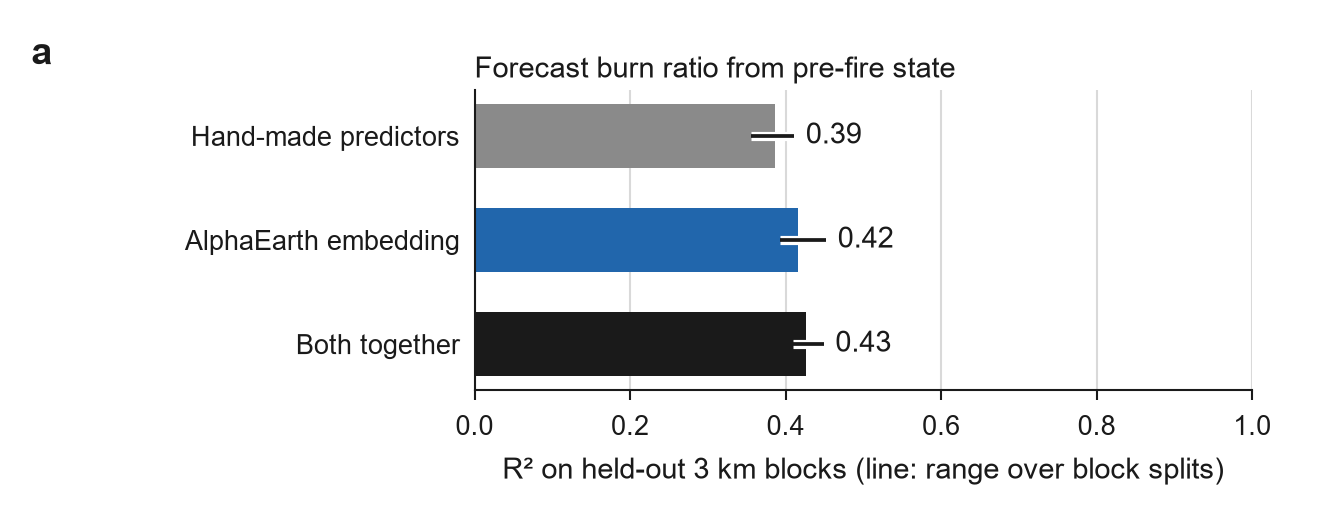 a
Forecast burn ratio from pre-fire state
Hand-made predictors
0.39
AlphaEarth embedding
0.42
Both together
0.43
0.0 0.2 0.4 0.6 0.8 1.0
R² on held-out 3 km blocks (line: range over block splits)